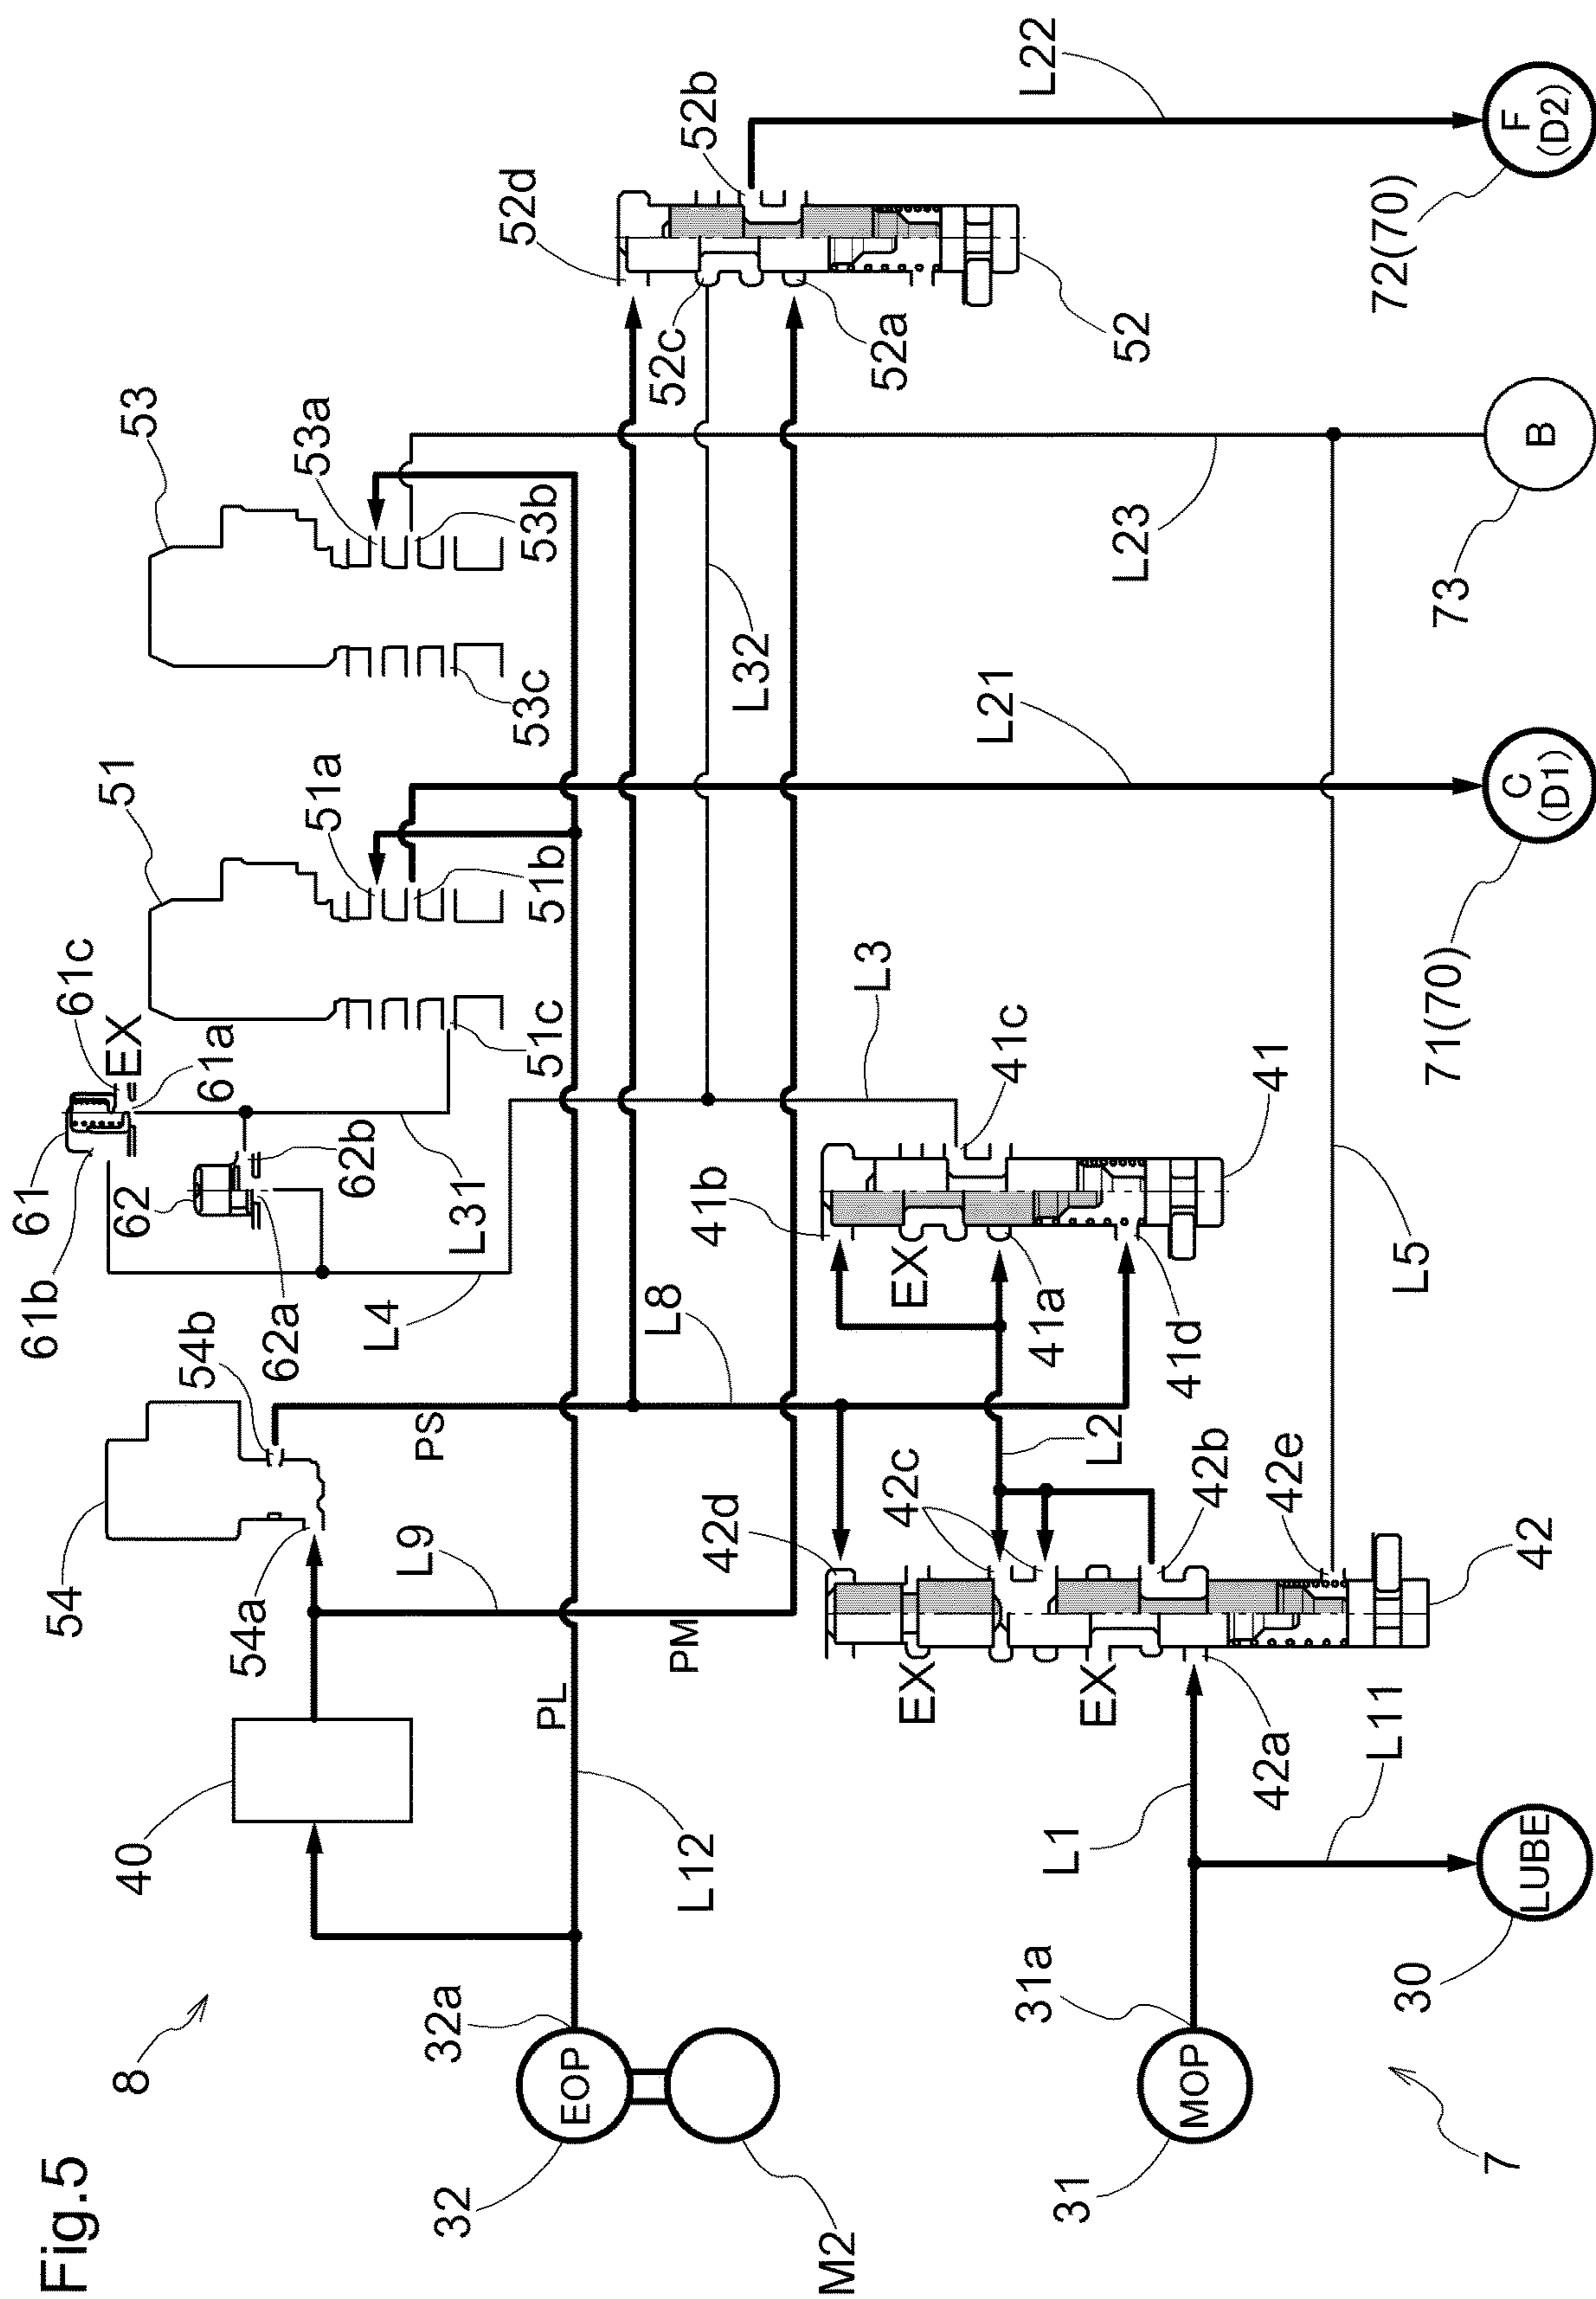 Fig.5
8
7
40
54
54a
54b
61
61b
61c
EX
61a
62
62a
62b
51
51a
51b
51c
53
53a
53b
53c
52d
52b
52c
52a
52
L22
L31
L4
L9
PS
PL
PM
L8
L12
L32
L3
L21
L23
L5
L2
L1
L11
32
32a
EOP
M2
31
31a
MOP
30
LUBE
42d
42c
42b
42e
42
42a
EX
EX
41b
EX
41a
41d
41c
41
71(70)
C
(D1)
73
B
72(70)
F
(D2)